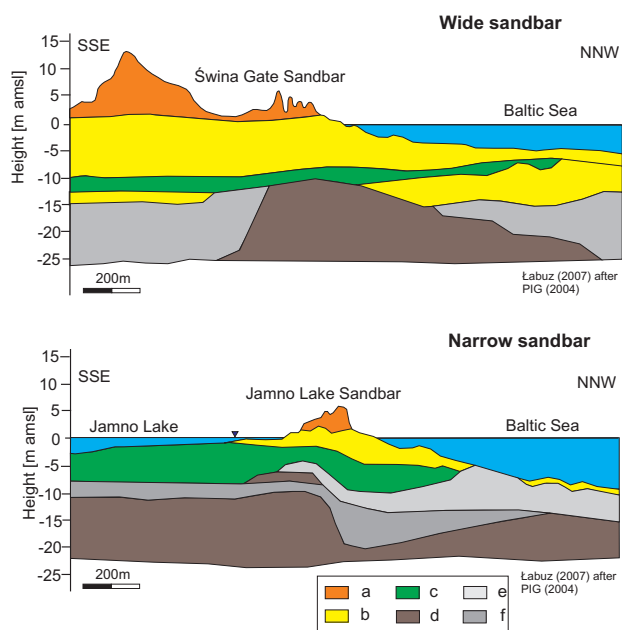 Wide sandbar
SSE
NNW
Świna Gate Sandbar
Baltic Sea
Height [m amsl]
15
10
5
0
-5
-10
-15
-20
-25
200m
Łabuz (2007) after
PIG (2004)
Narrow sandbar
SSE
NNW
Jamno Lake Sandbar
Jamno Lake
Baltic Sea
Height [m amsl]
15
10
5
0
-5
-10
-15
-20
-25
200m
Łabuz (2007) after
PIG (2004)
a c e
b d f